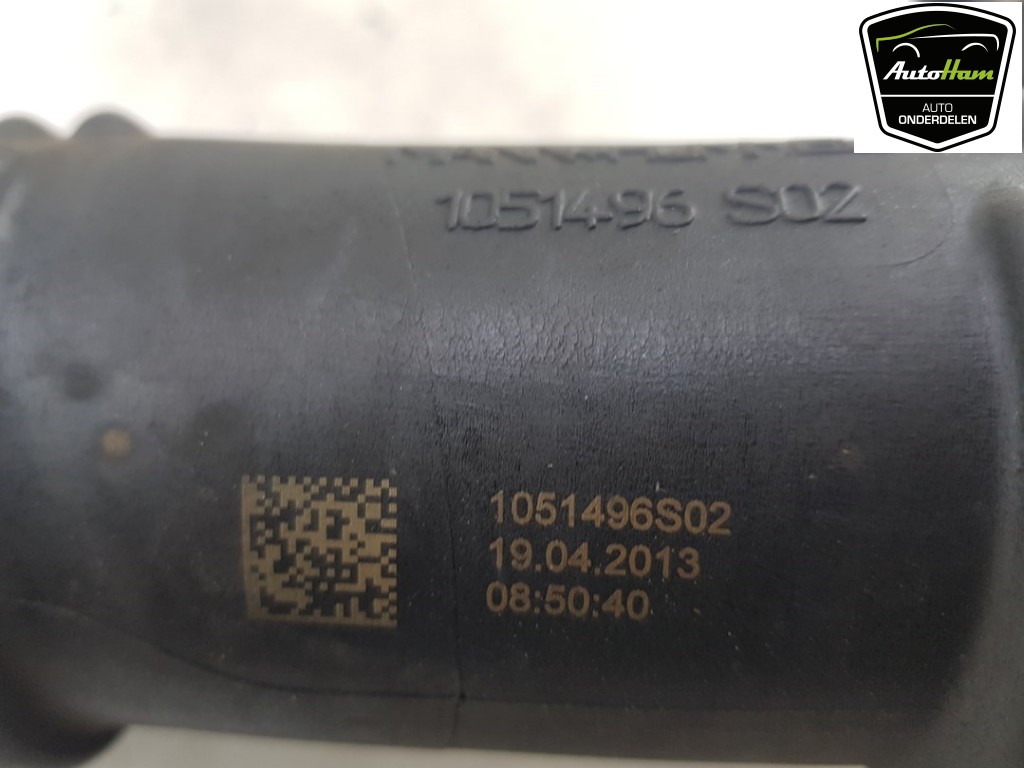 AutoHam
AUTO
ONDERDELEN
1051496 S02
1051496S02
19.04.2013
08:50:40